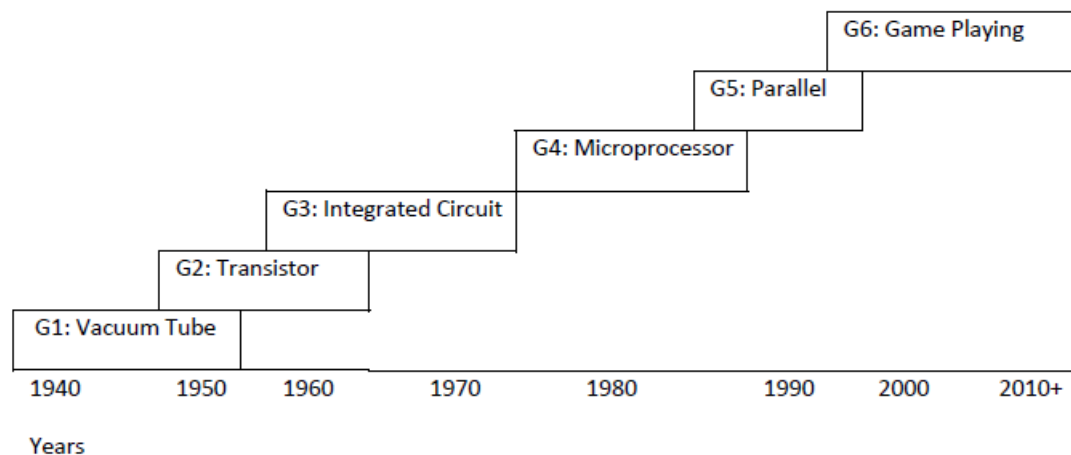 G6: Game Playing
G5: Parallel
G4: Microprocessor
G3: Integrated Circuit
G2: Transistor
G1: Vacuum Tube
1940 1950 1960 1970 1980 1990 2000 2010+
Years